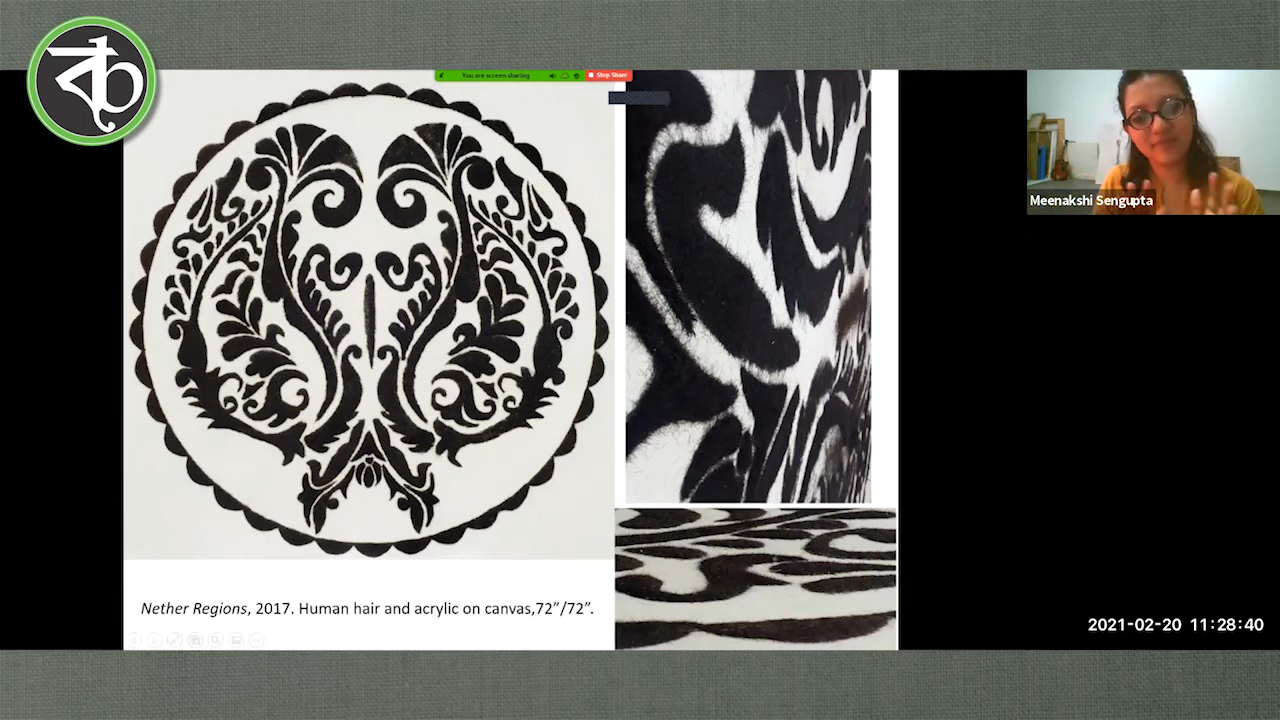 You are screen sharing
Stop Share
Meenakshi Sengupta
Nether Regions, 2017. Human hair and acrylic on canvas,72”/72”.
2021-02-20 11:28:40